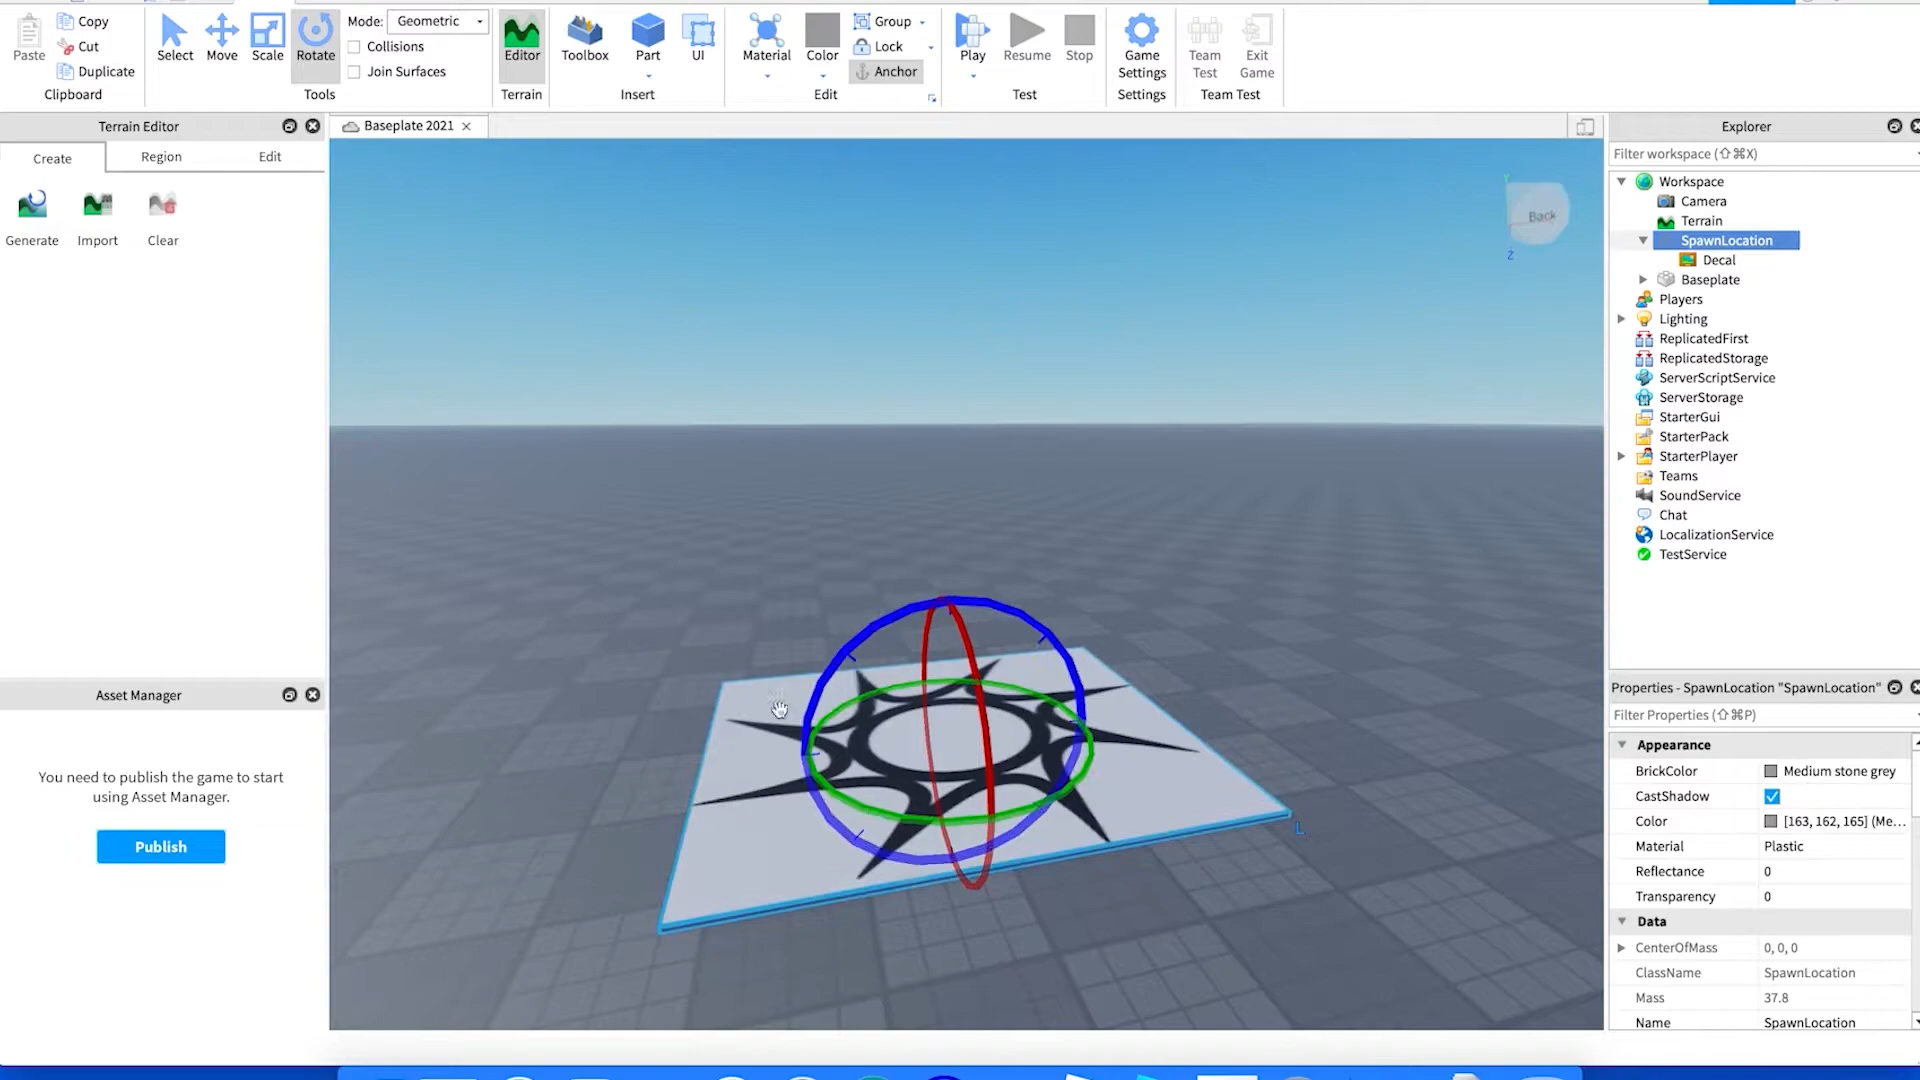 Paste
Copy
Cut
Duplicate
Clipboard
Select
Move
Scale
Rotate
Mode: Geometric
Collisions
Join Surfaces
Tools
Editor
Terrain
Toolbox
Part
UI
Insert
Material
Color
Group
Lock
Anchor
Edit
Play
Resume
Stop
Test
Game Settings
Settings
Team Test
Exit Game
Team Test
Terrain Editor
Create Region Edit
Generate Import Clear
Baseplate 2021
Back
Y
Z
L
Asset Manager
You need to publish the game to start
using Asset Manager.
Publish
Explorer
Filter workspace (⇧⌘X)
Workspace
Camera
Terrain
SpawnLocation
Decal
Baseplate
Players
Lighting
ReplicatedFirst
ReplicatedStorage
ServerScriptService
ServerStorage
StarterGui
StarterPack
StarterPlayer
Teams
SoundService
Chat
LocalizationService
TestService
Properties - SpawnLocation "SpawnLocation"
Filter Properties (⇧⌘P)
Appearance
BrickColor Medium stone grey
CastShadow
Color [163, 162, 165] (Me...
Material Plastic
Reflectance 0
Transparency 0
Data
CenterOfMass 0, 0, 0
ClassName SpawnLocation
Mass 37.8
Name SpawnLocation